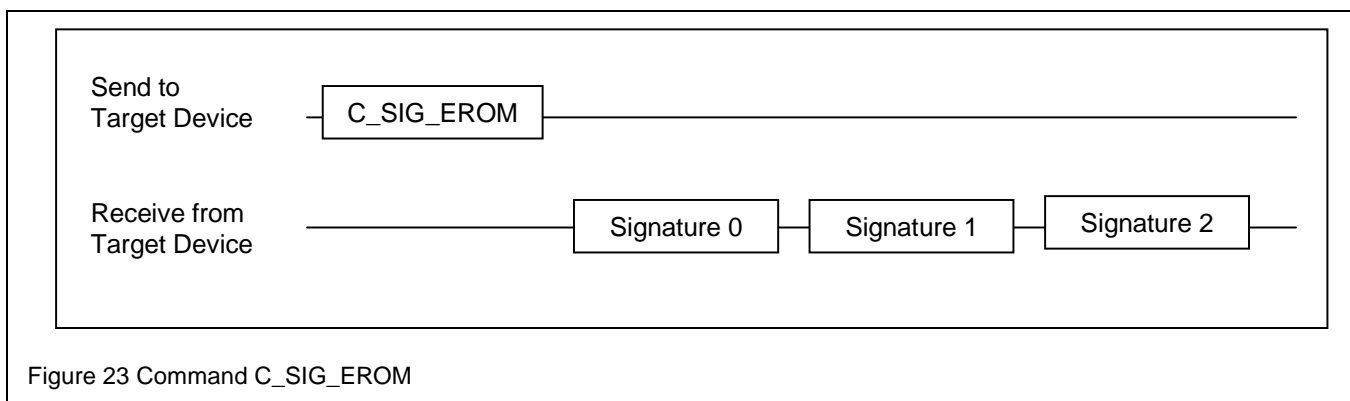 Send to
Target Device
C_SIG_EROM
Receive from
Target Device
Signature 0
Signature 1
Signature 2
Figure 23 Command C_SIG_EROM